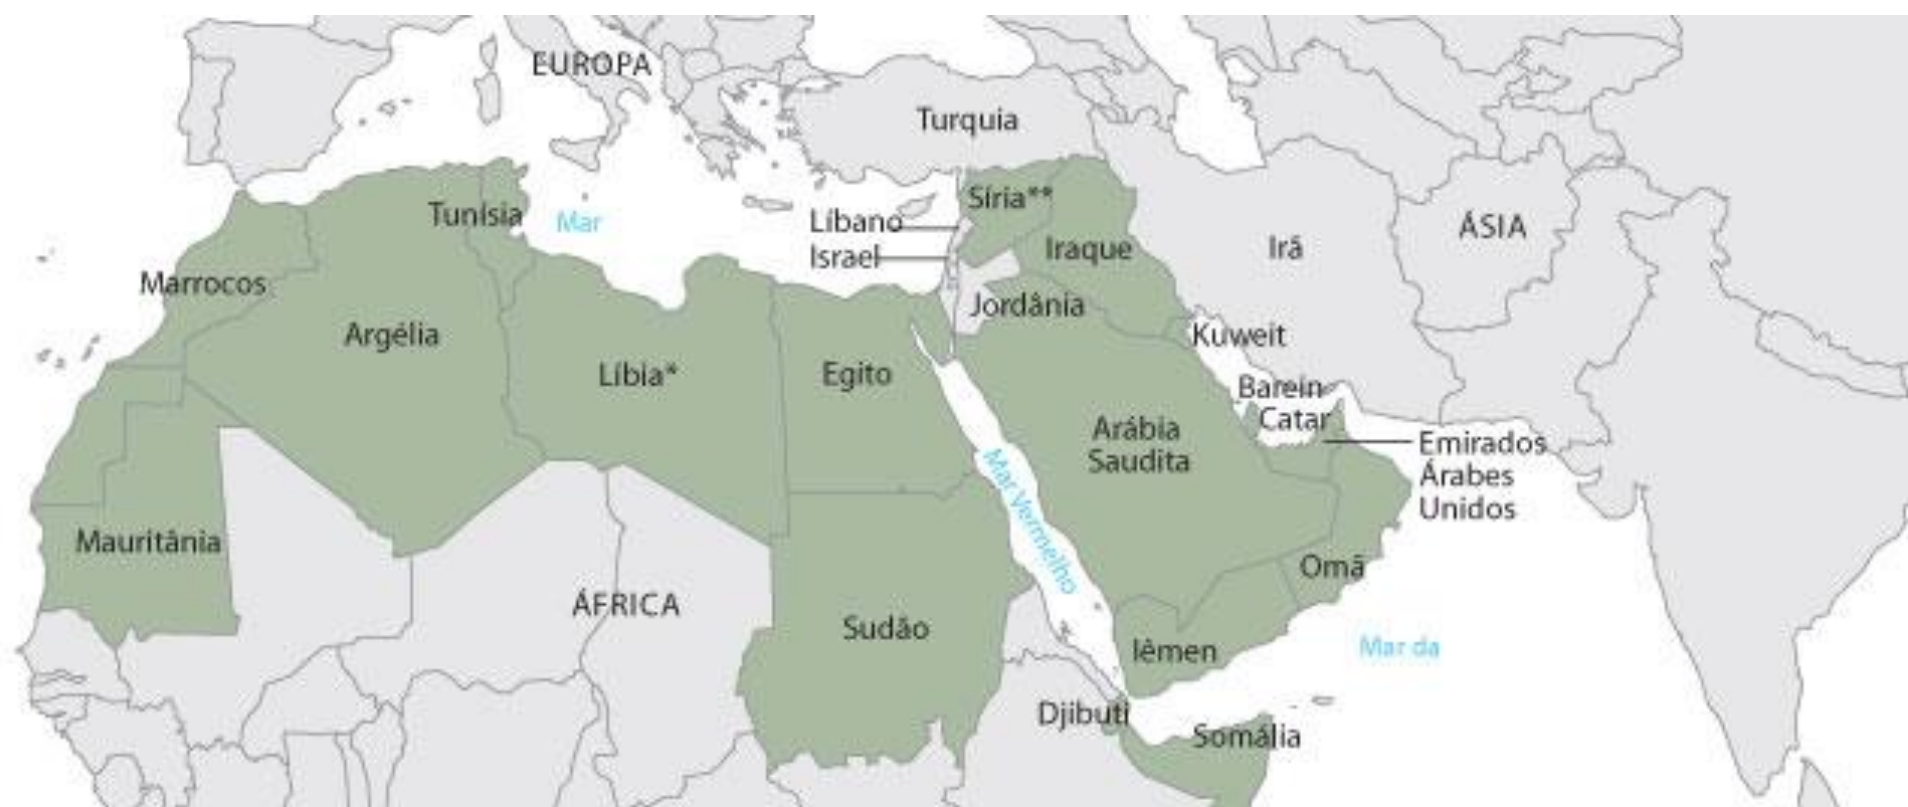 EUROPA
Turquia
Síria**
Tunísia
Mar
Líbano
Israel
Iraque
Irã
ÁSIA
Marrocos
Jordânia
Argélia
Kuweit
Líbia*
Egito
Barein
Catar
Arábia
Saudita
Emirados
Árabes
Unidos
Mar Vermelho
Mauritânia
Omã
ÁFRICA
Sudão
Iêmen
Mar da
Djibuti
Somália